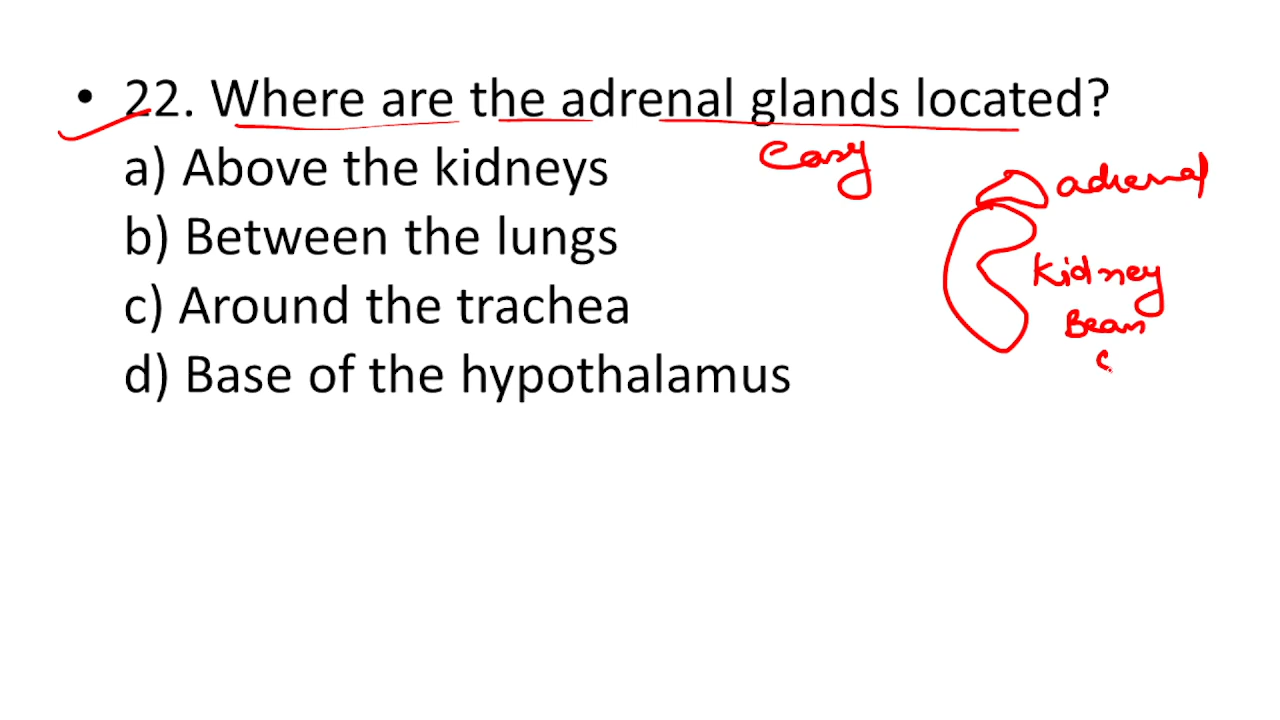 • 22. Where are the adrenal glands located?
easy
a) Above the kidneys
adrenal
b) Between the lungs
Kidney
c) Around the trachea
Bean
d) Base of the hypothalamus